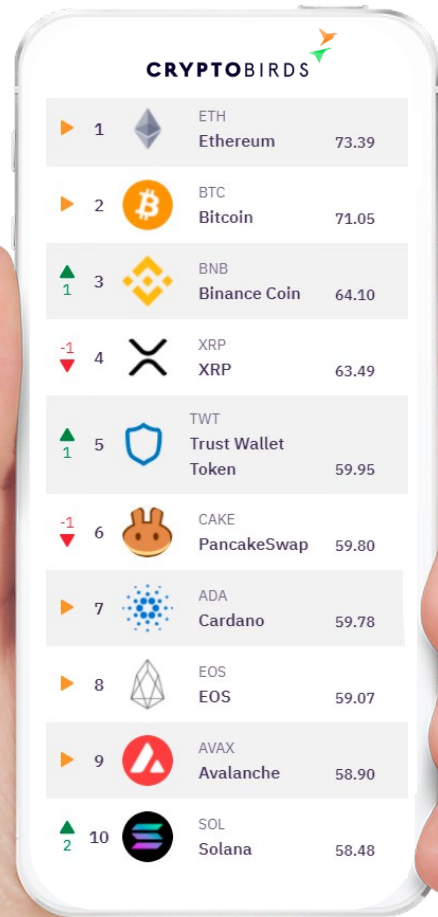 CRYPTOBIRDS
1 ETH
Ethereum 73.39
2 BTC
Bitcoin 71.05
1 3 BNB
Binance Coin 64.10
-1 4 XRP
XRP 63.49
1 5 TWT
Trust Wallet
Token 59.95
-1 6 CAKE
PancakeSwap 59.80
7 ADA
Cardano 59.78
8 EOS
EOS 59.07
9 AVAX
Avalanche 58.90
2 10 SOL
Solana 58.48